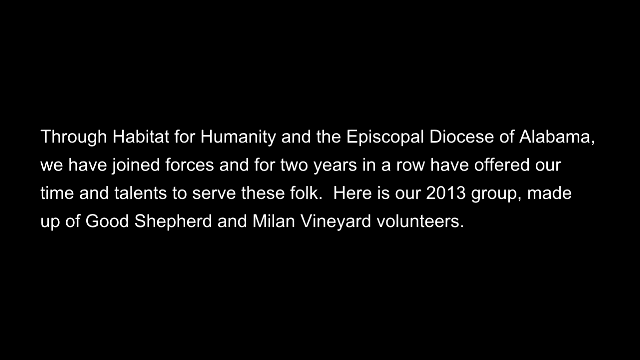 Through Habitat for Humanity and the Episcopal Diocese of Alabama,
we have joined forces and for two years in a row have offered our
time and talents to serve these folk.  Here is our 2013 group, made
up of Good Shepherd and Milan Vineyard volunteers.